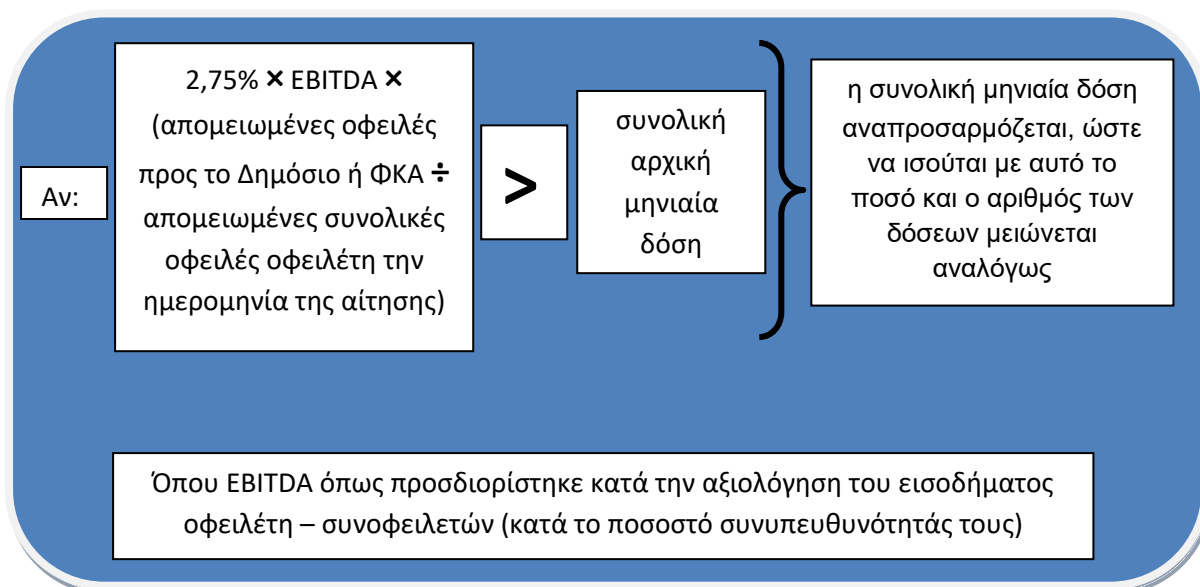 Αν:
2,75% × EBITDA ×
(απομειωμένες οφειλές
προς το Δημόσιο ή ΦΚΑ ÷
απομειωμένες συνολικές
οφειλές οφειλέτη την
ημερομηνία της αίτησης)
>
συνολική
αρχική
μηνιαία
δόση
η συνολική μηνιαία δόση
αναπροσαρμόζεται, ώστε
να ισούται με αυτό το
ποσό και ο αριθμός των
δόσεων μειώνεται
αναλόγως
Όπου EBITDA όπως προσδιορίστηκε κατά την αξιολόγηση του εισοδήματος
οφειλέτη – συνοφειλετών (κατά το ποσοστό συνυπευθυνότητάς τους)